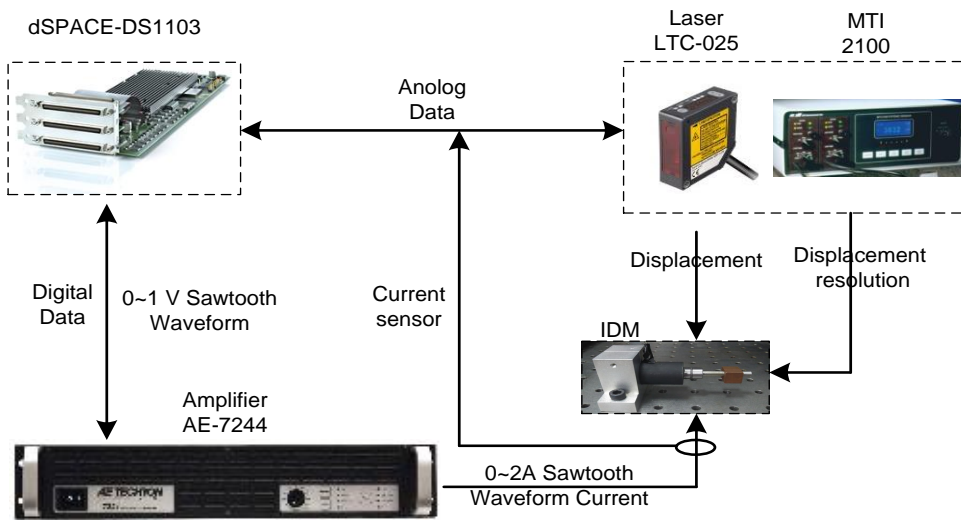 dSPACE-DS1103
Laser
LTC-025
MTI
2100
Anolog
Data
Displacement
Displacement
resolution
Digital
Data
0~1 V Sawtooth
Waveform
Current
sensor
IDM
Amplifier
AE-7244
AE TECHRON
0~2A Sawtooth
Waveform Current